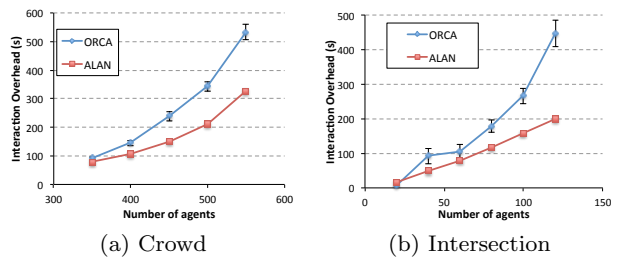 600
500
400
300
200
100
0
Interaction Overhead (s)
ORCA
ALAN
300
400
500
600
Number of agents
(a) Crowd
500
400
300
200
100
0
Interaction Overhead (s)
ORCA
ALAN
0
50
100
150
Number of agents
(b) Intersection